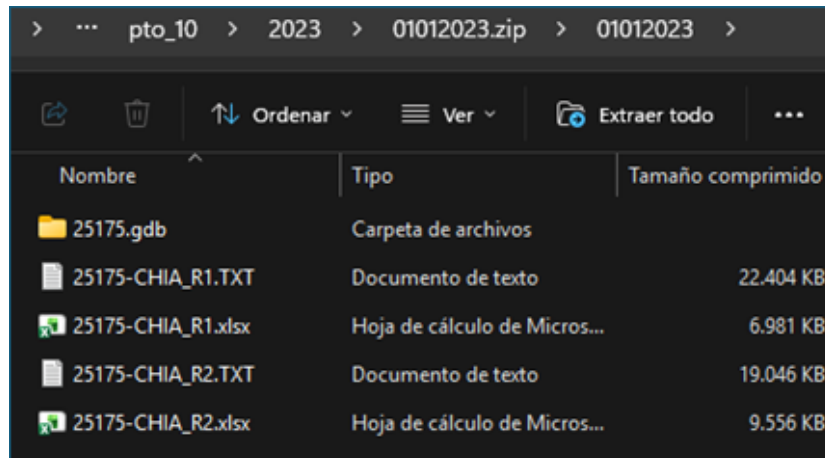 > ··· pto_10 > 2023 > 01012023.zip > 01012023 >
Ordenar Ver Extraer todo ···
Nombre Tipo Tamaño comprimido
25175.gdb Carpeta de archivos
25175-CHIA_R1.TXT Documento de texto 22.404 KB
25175-CHIA_R1.xlsx Hoja de cálculo de Micros... 6.981 KB
25175-CHIA_R2.TXT Documento de texto 19.046 KB
25175-CHIA_R2.xlsx Hoja de cálculo de Micros... 9.556 KB